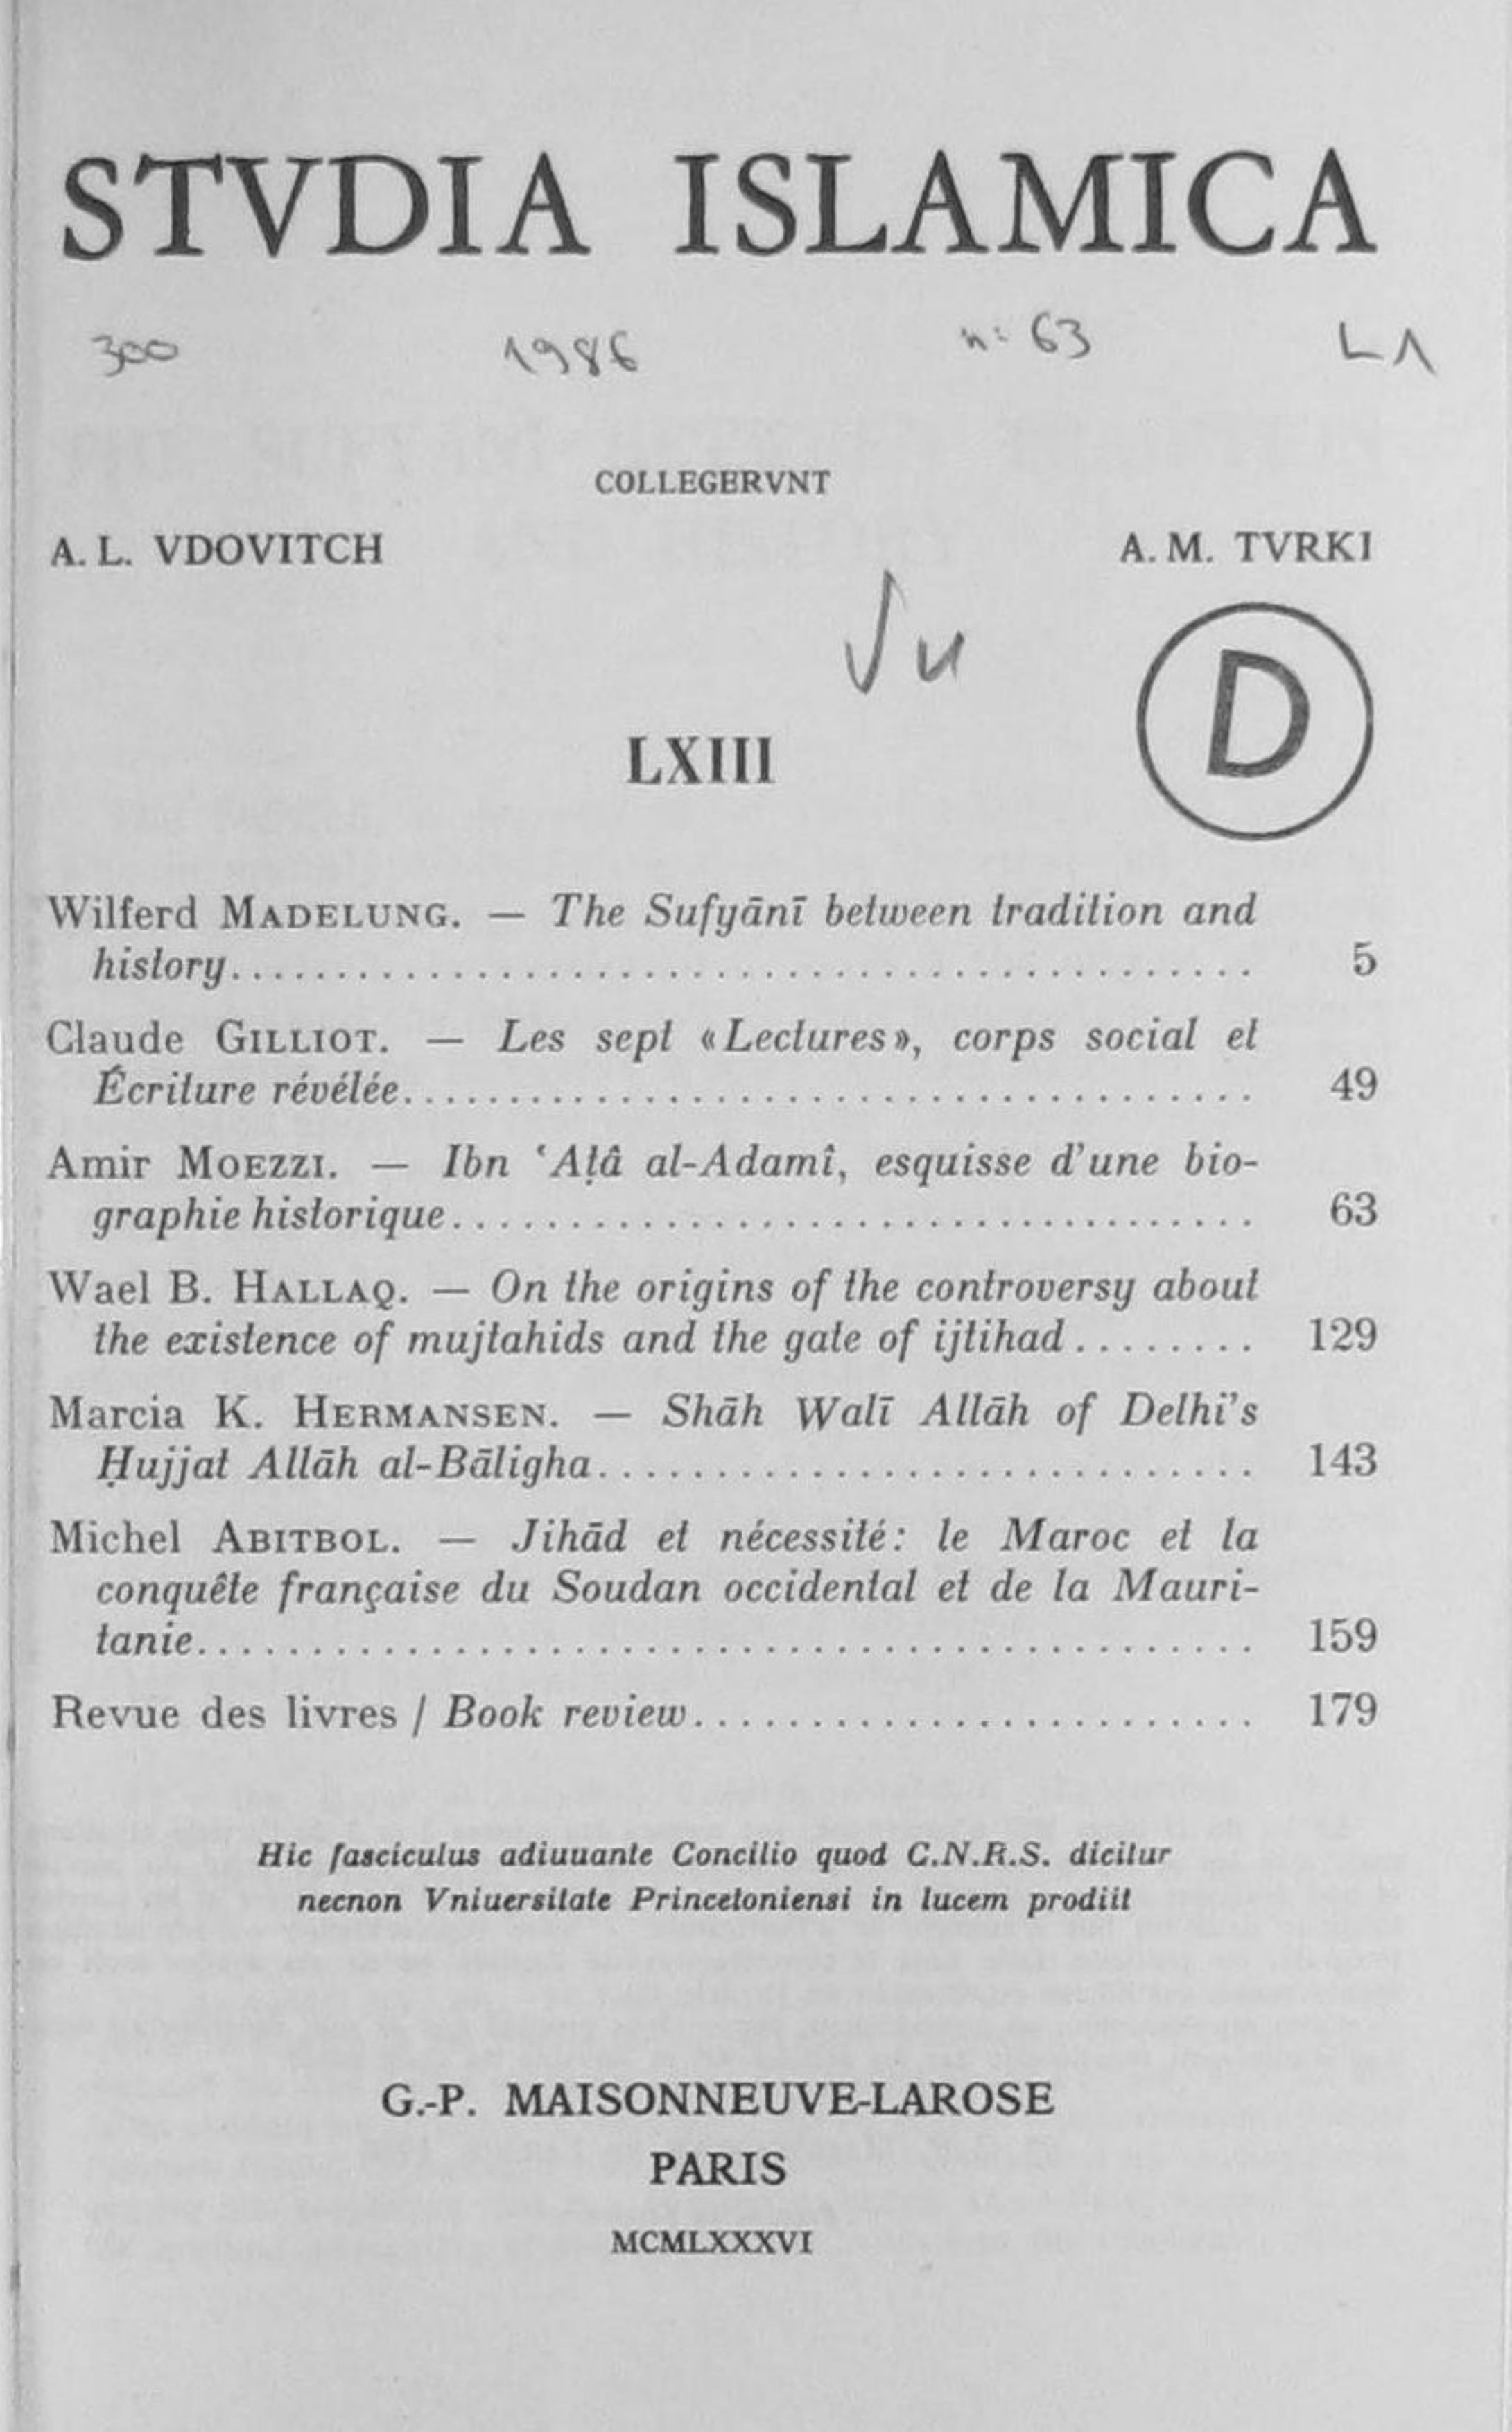 STVDIA ISLAMICA
300 1986 n: 63 L1
COLLEGERVNT
A. L. VDOVITCH A. M. TVRKI
Vu
D
LXIII
Wilferd MADELUNG. — The Sufyānī between tradition and
history............................................ 5
Claude GILLIOT. — Les sept «Lectures», corps social et
Écriture révélée..................................... 49
Amir MOEZZI. — Ibn ‘Aṭâ al-Adamî, esquisse d'une bio-
graphie historique................................... 63
Wael B. HALLAQ. — On the origins of the controversy about
the existence of mujtahids and the gate of ijtihad ........ 129
Marcia K. HERMANSEN. — Shāh Walī Allāh of Delhi's
Ḥujjat Allāh al-Bāligha............................. 143
Michel ABITBOL. — Jihād et nécessité: le Maroc et la
conquête française du Soudan occidental et de la Mauri-
tanie.............................................. 159
Revue des livres / Book review......................... 179
Hic fasciculus adiuuante Concilio quod C.N.R.S. dicitur
necnon Vniuersitate Princetoniensi in lucem prodiit
G.-P. MAISONNEUVE-LAROSE
PARIS
MCMLXXXVI